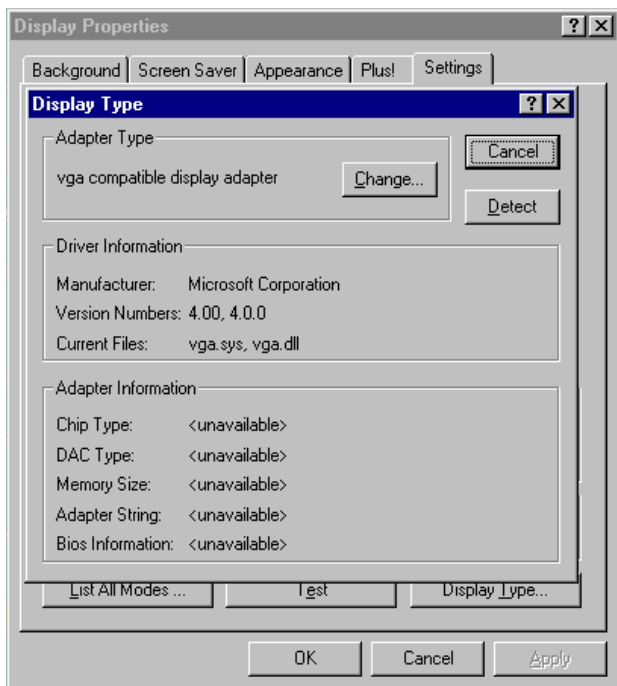 Display Properties
Background Screen Saver Appearance Plus! Settings
Display Type
Adapter Type
vga compatible display adapter
Change...
Cancel
Detect
Driver Information
Manufacturer: Microsoft Corporation
Version Numbers: 4.00, 4.0.0
Current Files: vga.sys, vga.dll
Adapter Information
Chip Type: <unavailable>
DAC Type: <unavailable>
Memory Size: <unavailable>
Adapter String: <unavailable>
Bios Information: <unavailable>
List All Modes ... Test Display Type...
OK Cancel Apply